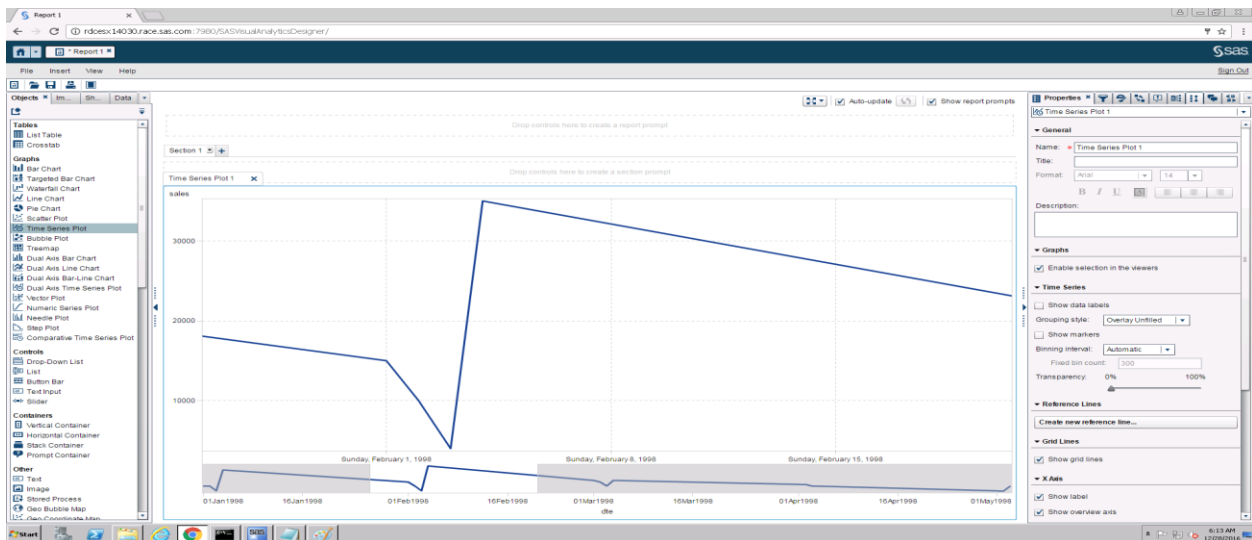 Report 1
rdcesx14030.race.sas.com:7980/SASVisualAnalyticsDesigner/
* Report 1
sas
File Insert View Help
Sign Out
Objects Im... Sh... Data
Tables
List Table
Crosstab
Graphs
Bar Chart
Targeted Bar Chart
Waterfall Chart
Line Chart
Pie Chart
Scatter Plot
Time Series Plot
Bubble Plot
Treemap
Dual Axis Bar Chart
Dual Axis Line Chart
Dual Axis Bar-Line Chart
Dual Axis Time Series Plot
Vector Plot
Numeric Series Plot
Needle Plot
Step Plot
Comparative Time Series Plot
Controls
Drop-Down List
List
Button Bar
Text Input
Slider
Containers
Vertical Container
Horizontal Container
Stack Container
Prompt Container
Other
Text
Image
Stored Process
Geo Bubble Map
Geo Coordinate Map
Auto-update Show report prompts
Drop controls here to create a report prompt
Section 1
Drop controls here to create a section prompt
Time Series Plot 1
sales
30000
20000
10000
Sunday, February 1, 1998 Sunday, February 8, 1998 Sunday, February 15, 1998
01Jan1998 16Jan1998 01Feb1998 16Feb1998 01Mar1998 16Mar1998 01Apr1998 16Apr1998 01May1998
dte
Properties
Time Series Plot 1
General
Name: * Time Series Plot 1
Title:
Format: Arial 14
B I U
Description:
Graphs
Enable selection in the viewers
Time Series
Show data labels
Grouping style: Overlay Unfilled
Show markers
Binning interval: Automatic
Fixed bin count: 300
Transparency: 0% 100%
Reference Lines
Create new reference line...
Grid Lines
Show grid lines
X Axis
Show label
Show overview axis
Start
6:13 AM
12/28/2016